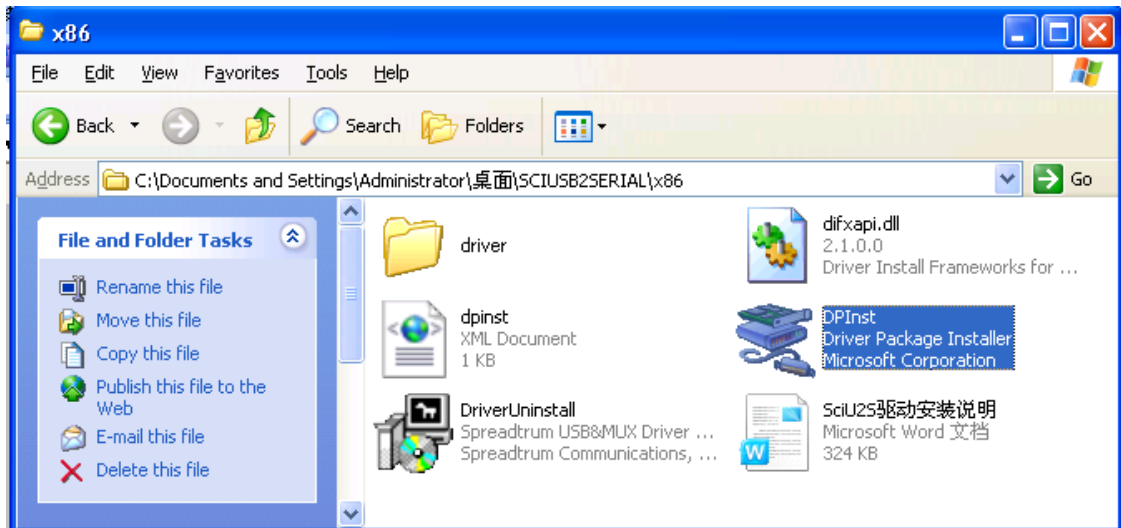 x86
File Edit View Favorites Tools Help
Back Search Folders
Address C:\Documents and Settings\Administrator\桌面\SCIUSB2SERIAL\x86 Go
File and Folder Tasks
Rename this file
Move this file
Copy this file
Publish this file to the
Web
E-mail this file
Delete this file
driver
difxapi.dll
2.1.0.0
Driver Install Frameworks for ...
dpinst
XML Document
1 KB
DPInst
Driver Package Installer
Microsoft Corporation
DriverUninstall
Spreadtrum USB&MUX Driver ...
Spreadtrum Communications, ...
SciU2S驱动安装说明
Microsoft Word 文档
324 KB